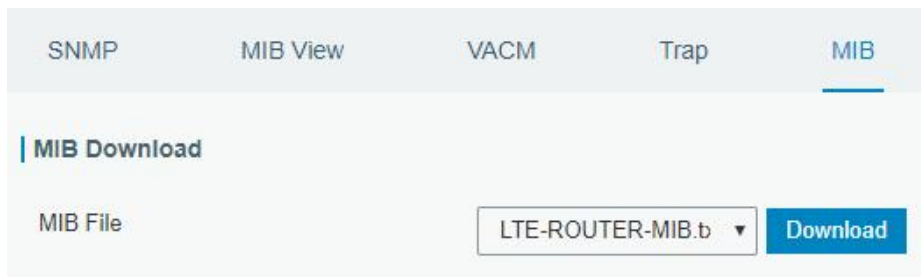 SNMP MIB View VACM Trap MIB
MIB Download
MIB File LTE-ROUTER-MIB.t Download